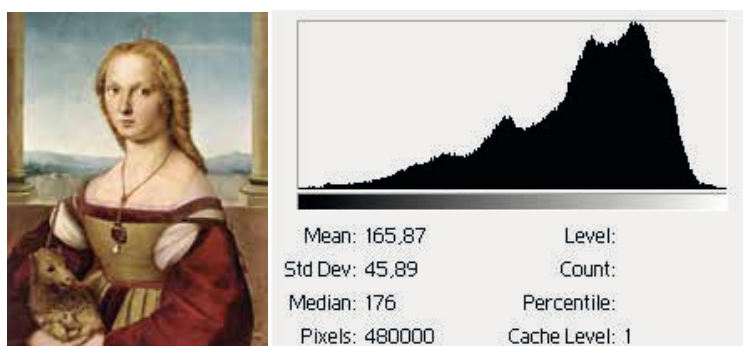 Mean: 165,87 Level:
Std Dev: 45,89 Count:
Median: 176 Percentile:
Pixels: 480000 Cache Level: 1